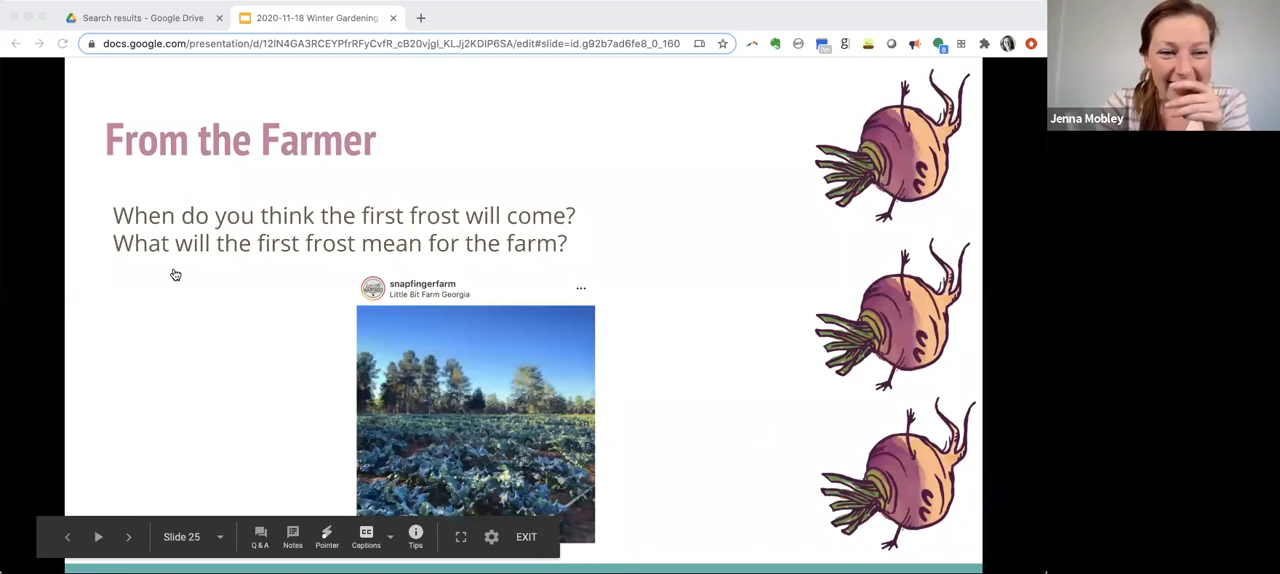 Search results - Google Drive
2020-11-18 Winter Gardening
docs.google.com/presentation/d/12lN4GA3RCEYPfrRFyCvfR_cB20vjgI_KLJj2KDlP6SA/edit#slide=id.g92b7ad6fe8_0_160
Jenna Mobley
From the Farmer
When do you think the first frost will come?
What will the first frost mean for the farm?
snapfingerfarm
Little Bit Farm Georgia
Slide 25
Q & A
Notes
Pointer
Captions
Tips
EXIT